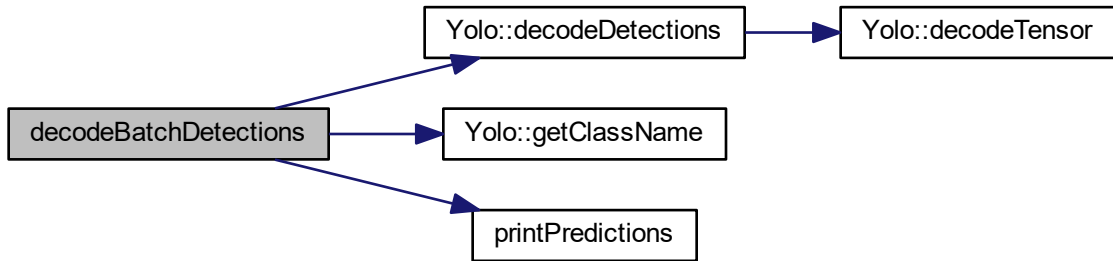 Yolo::decodeDetections
Yolo::decodeTensor
decodeBatchDetections
Yolo::getClassName
printPredictions